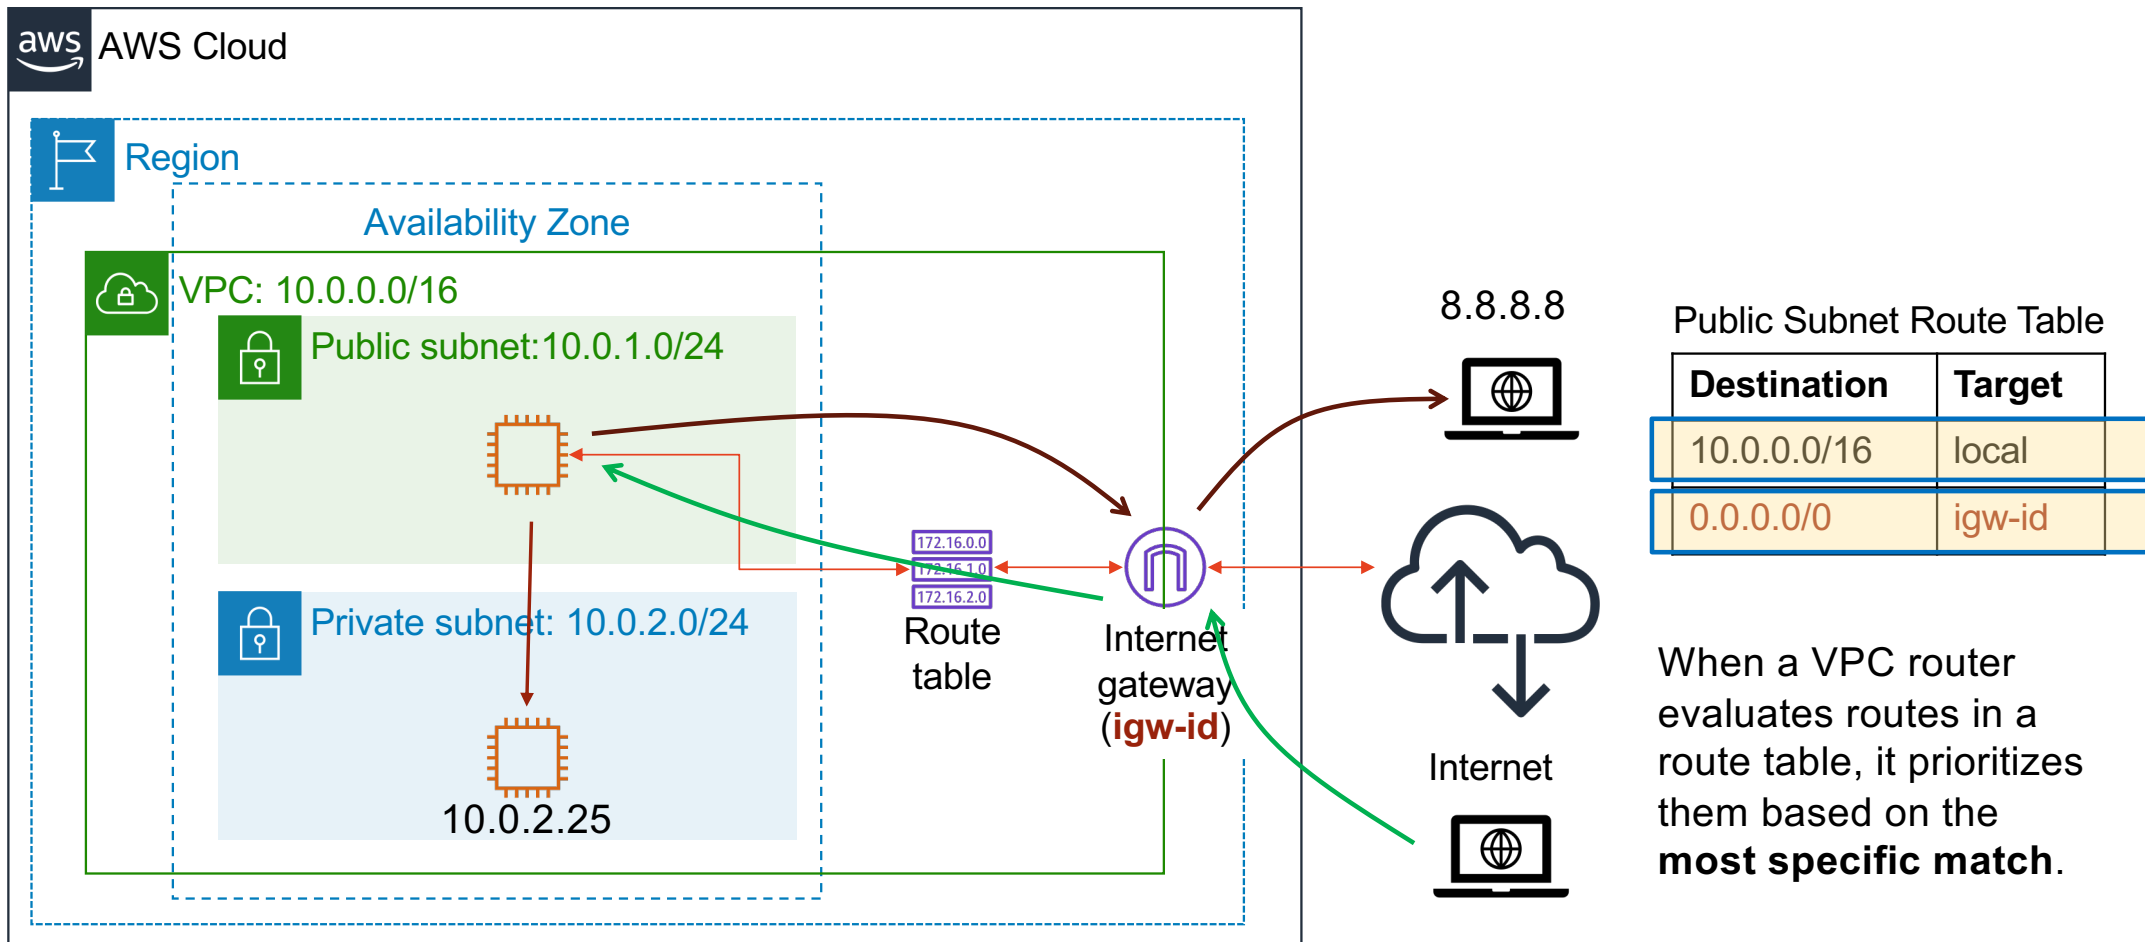 aws
AWS Cloud
Region
Availability Zone
VPC: 10.0.0.0/16
Public subnet:10.0.1.0/24
Private subnet: 10.0.2.0/24
10.0.2.25
172.16.0.0
172.16.1.0
172.16.2.0
Route
table
Internet
gateway
(igw-id)
8.8.8.8
Internet
Public Subnet Route Table
Destination Target
10.0.0.0/16 local
0.0.0.0/0 igw-id
When a VPC router
evaluates routes in a
route table, it prioritizes
them based on the
most specific match.